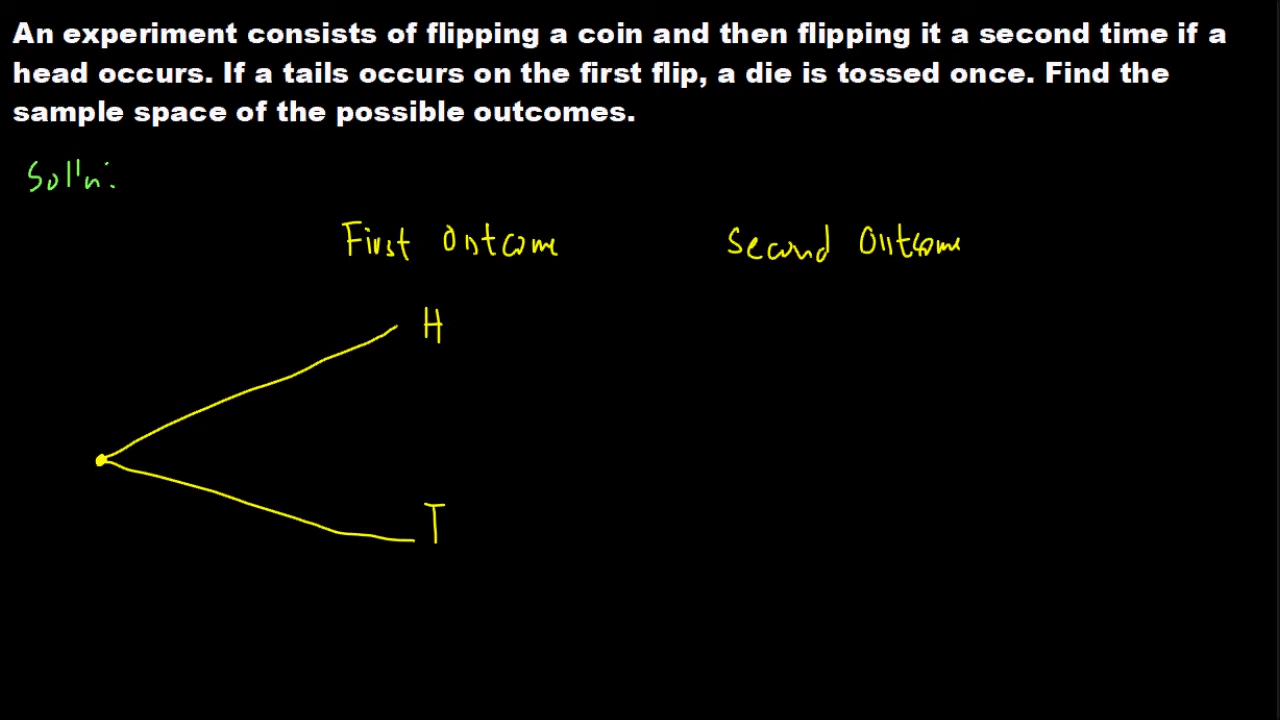 An experiment consists of flipping a coin and then flipping it a second time if a
head occurs. If a tails occurs on the first flip, a die is tossed once. Find the
sample space of the possible outcomes.
Sol'n:
First Outcome Second Outcome
H
T